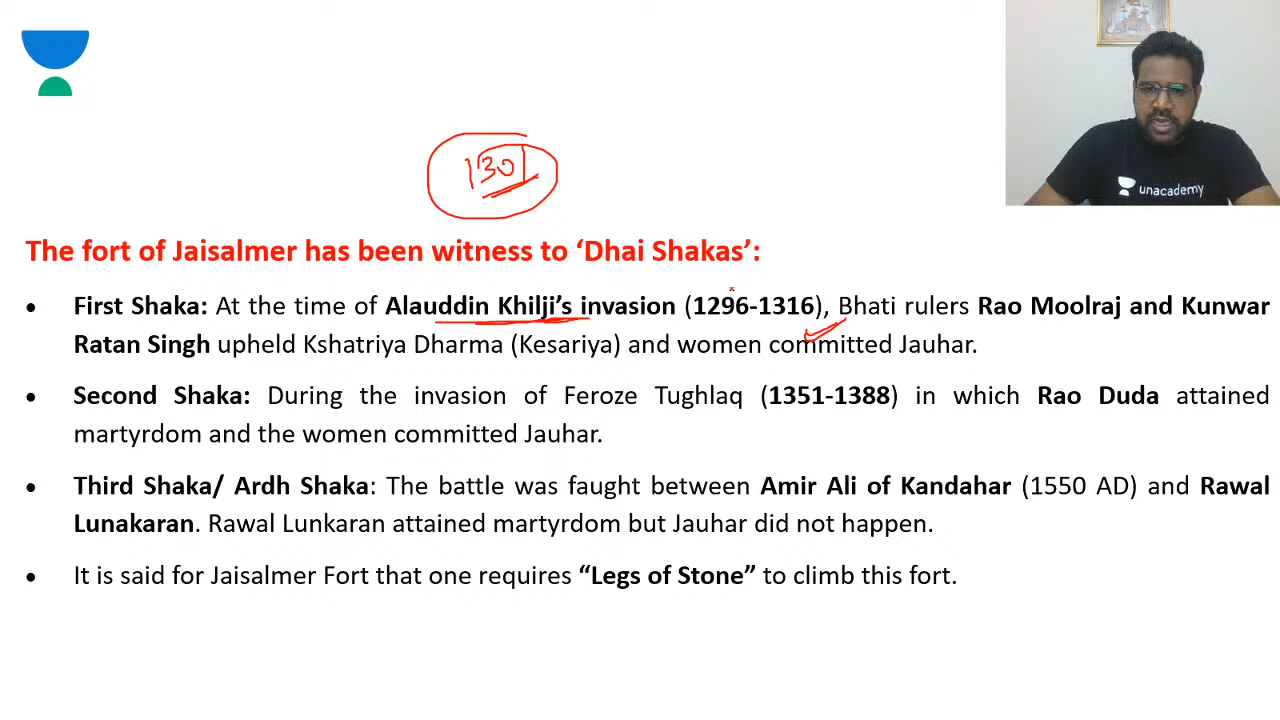 unacademy
1301
The fort of Jaisalmer has been witness to ‘Dhai Shakas’:
• First Shaka: At the time of Alauddin Khilji’s invasion (1296-1316), Bhati rulers Rao Moolraj and Kunwar
Ratan Singh upheld Kshatriya Dharma (Kesariya) and women committed Jauhar.
• Second Shaka: During the invasion of Feroze Tughlaq (1351-1388) in which Rao Duda attained
martyrdom and the women committed Jauhar.
• Third Shaka/ Ardh Shaka: The battle was faught between Amir Ali of Kandahar (1550 AD) and Rawal
Lunakaran. Rawal Lunkaran attained martyrdom but Jauhar did not happen.
• It is said for Jaisalmer Fort that one requires “Legs of Stone” to climb this fort.